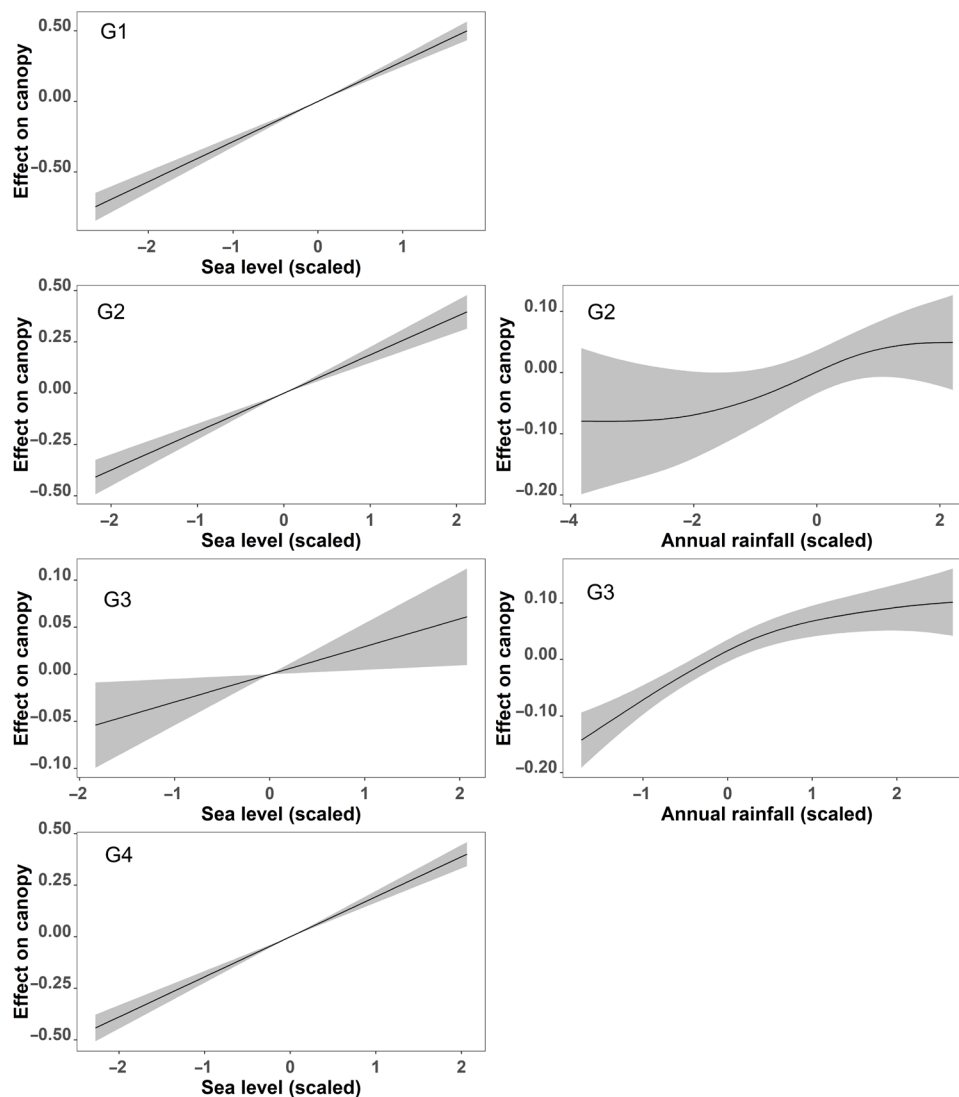 G1
Effect on canopy
0.50
0.00
−0.50
−2 −1 0 1
Sea level (scaled)
G2
Effect on canopy
0.50
0.25
0.00
−0.25
−0.50
−2 −1 0 1 2
Sea level (scaled)
G2
Effect on canopy
0.10
0.00
−0.10
−0.20
−4 −2 0 2
Annual rainfall (scaled)
G3
Effect on canopy
0.10
0.05
0.00
−0.05
−0.10
−2 −1 0 1 2
Sea level (scaled)
G3
Effect on canopy
0.10
0.00
−0.10
−0.20
−1 0 1 2
Annual rainfall (scaled)
G4
Effect on canopy
0.50
0.25
0.00
−0.25
−0.50
−2 −1 0 1 2
Sea level (scaled)